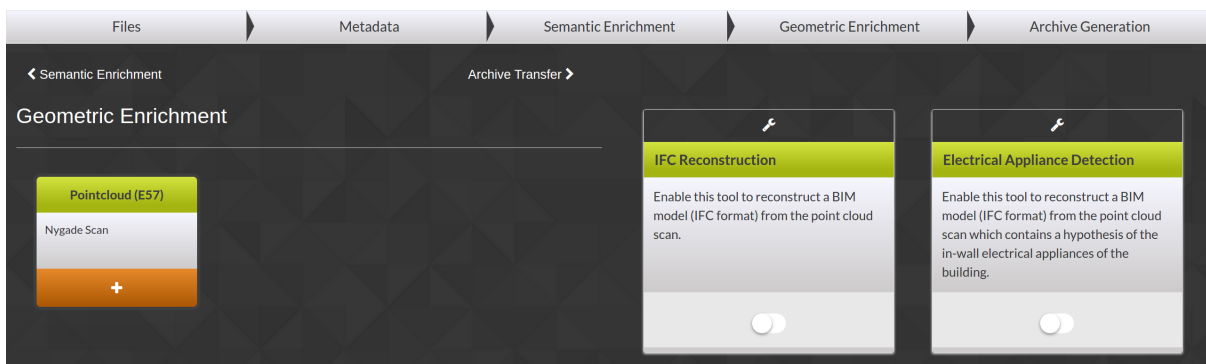 Files
Metadata
Semantic Enrichment
Geometric Enrichment
Archive Generation
Semantic Enrichment
Archive Transfer
Geometric Enrichment
Pointcloud (E57)
Nygade Scan
IFC Reconstruction
Enable this tool to reconstruct a BIM
model (IFC format) from the point cloud
scan.
Electrical Appliance Detection
Enable this tool to reconstruct a BIM
model (IFC format) from the point cloud
scan which contains a hypothesis of the
in-wall electrical appliances of the
building.